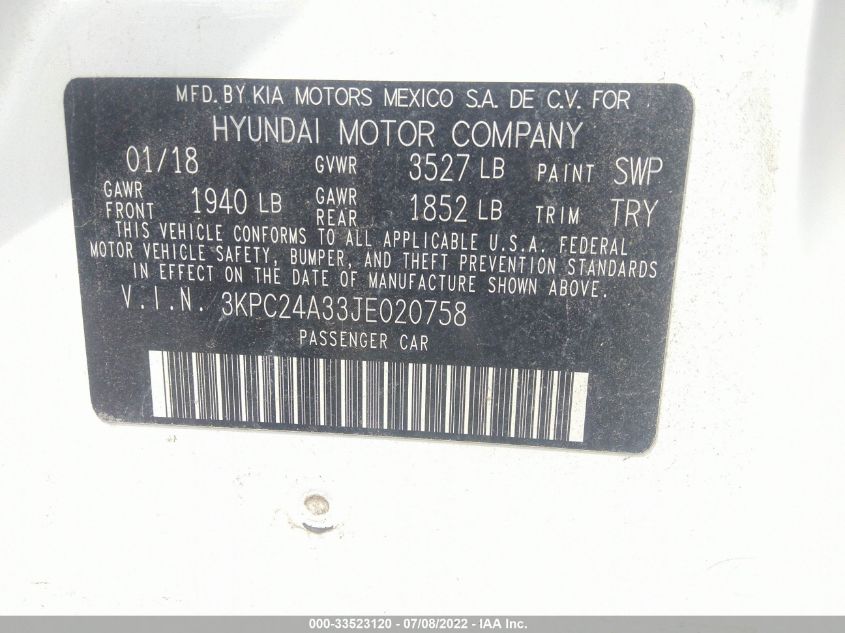 MFD. BY KIA MOTORS MEXICO S.A. DE C.V. FOR
HYUNDAI MOTOR COMPANY
01/18 GVWR 3527 LB PAINT SWP
GAWR FRONT 1940 LB GAWR REAR 1852 LB TRIM TRY
THIS VEHICLE CONFORMS TO ALL APPLICABLE U.S.A. FEDERAL
MOTOR VEHICLE SAFETY, BUMPER, AND THEFT PREVENTION STANDARDS
IN EFFECT ON THE DATE OF MANUFACTURE SHOWN ABOVE.
V.I.N. 3KPC24A33JE020758
PASSENGER CAR
000-33523120 - 07/08/2022 - IAA Inc.